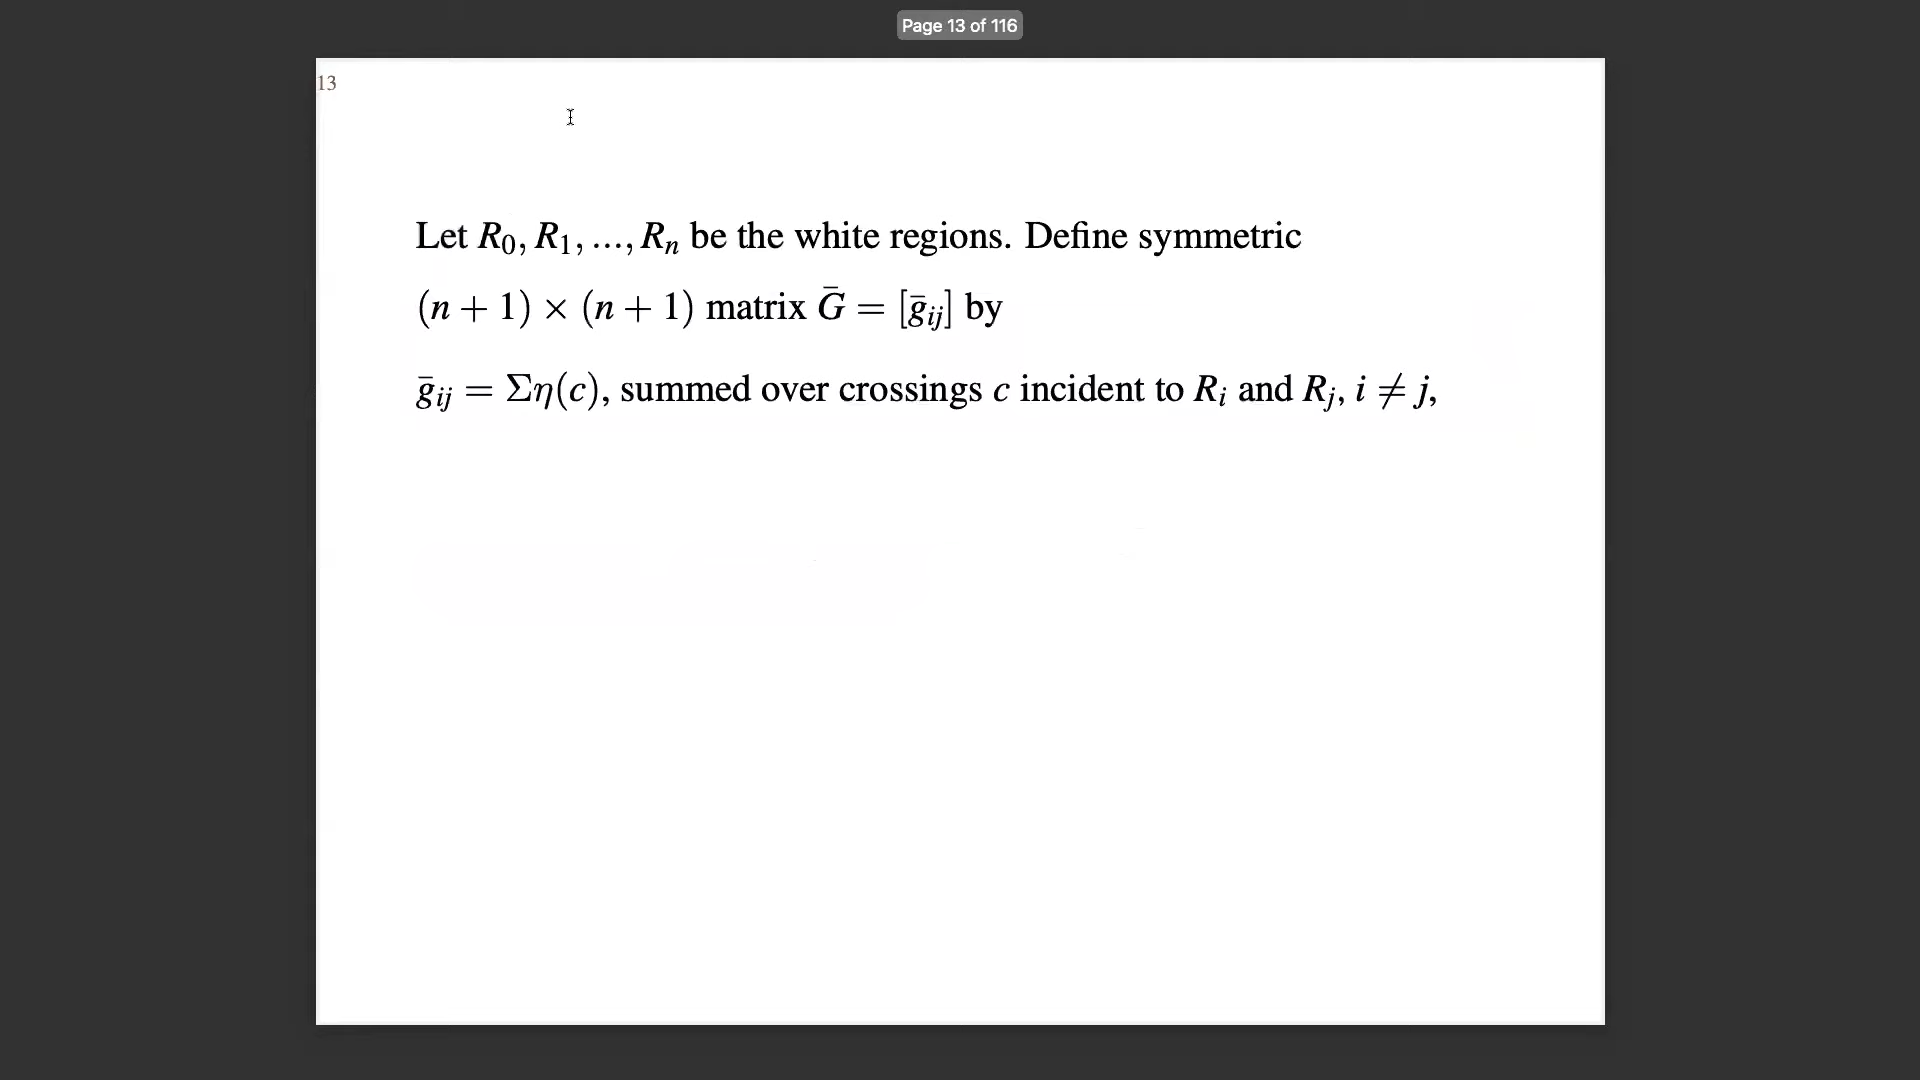 Page 13 of 116
13
Let R₀, R₁, ..., Rₙ be the white regions. Define symmetric
(n + 1) × (n + 1) matrix Ḡ = [ḡᵢⱼ] by
ḡᵢⱼ = Ση(c), summed over crossings c incident to Rᵢ and Rⱼ, i ≠ j,